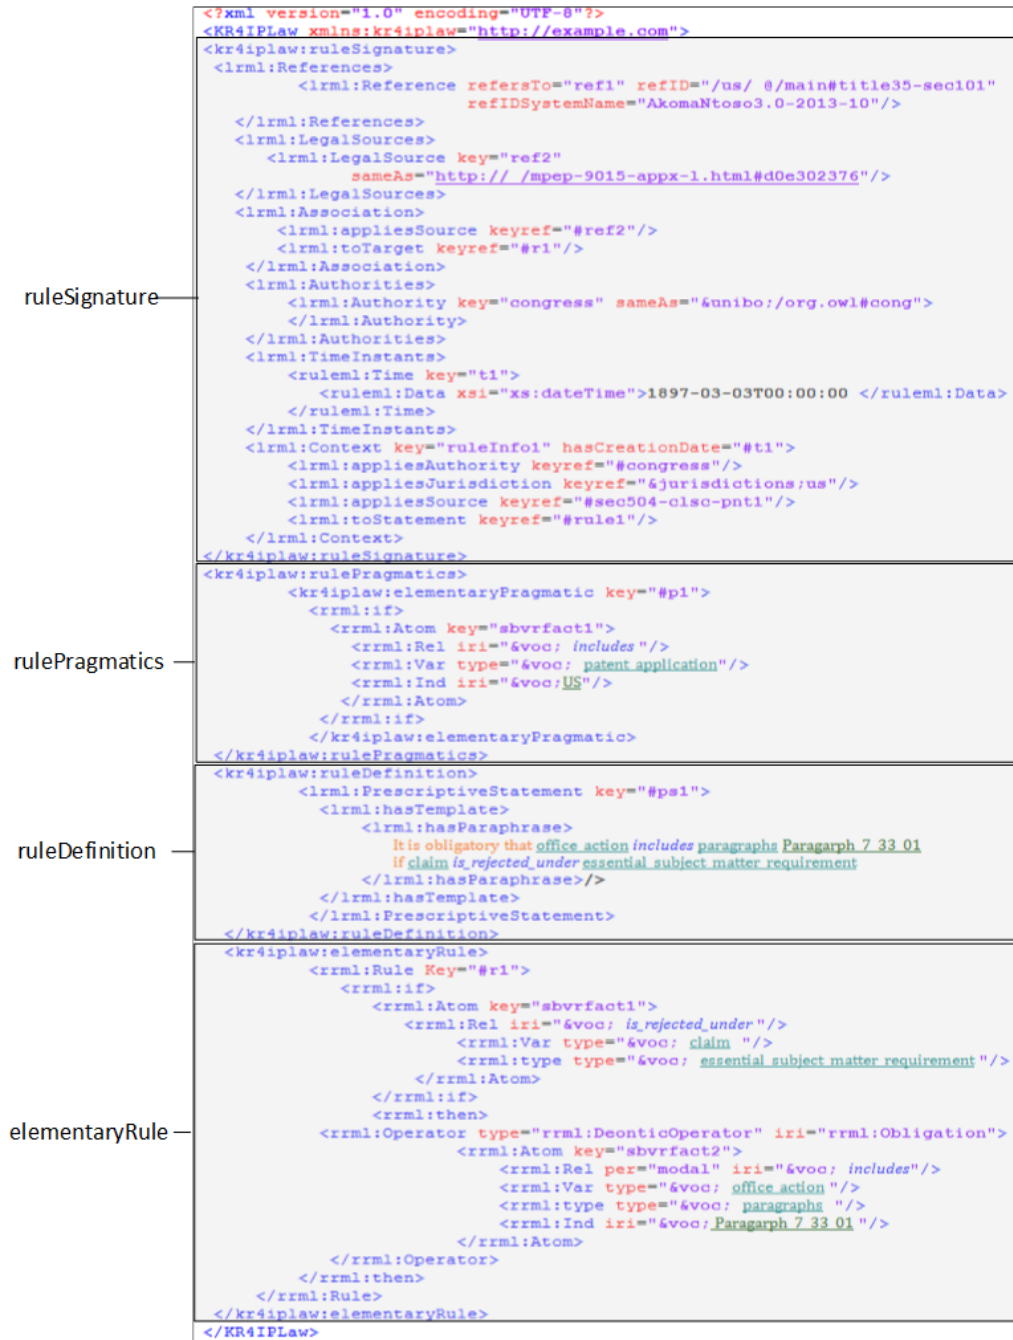 <?xml version="1.0" encoding="UTF-8"?>
<KR4IPLaw xmlns:kr4iplaw="http://example.com">
<kr4iplaw:ruleSignature>
<lrml:References>
<lrml:Reference refersTo="ref1" refID="/us/ @/main#title35-sec101"
refIDSystemName="AkomaNtoso3.0-2013-10"/>
</lrml:References>
<lrml:LegalSources>
<lrml:LegalSource key="ref2"
sameAs="http:// /mpep-9015-appx-l.html#d0e302376"/>
</lrml:LegalSources>
<lrml:Association>
<lrml:appliesSource keyref="#ref2"/>
<lrml:toTarget keyref="#r1"/>
</lrml:Association>
<lrml:Authorities>
ruleSignature
<lrml:Authority key="congress" sameAs="&unibo;/org.owl#cong">
</lrml:Authority>
</lrml:Authorities>
<lrml:TimeInstants>
<ruleml:Time key="t1">
<ruleml:Data xsi="xs:dateTime">1897-03-03T00:00:00 </ruleml:Data>
</ruleml:Time>
</lrml:TimeInstants>
<lrml:Context key="ruleInfo1" hasCreationDate="#t1">
<lrml:appliesAuthority keyref="#congress"/>
<lrml:appliesJurisdiction keyref="&jurisdictions;us"/>
<lrml:appliesSource keyref="#sec504-clsc-pnt1"/>
<lrml:toStatement keyref="#rule1"/>
</lrml:Context>
</kr4iplaw:ruleSignature>
<kr4iplaw:rulePragmatics>
<kr4iplaw:elementaryPragmatic key="#p1">
<rrml:if>
<rrml:Atom key="sbvrfact1">
<rrml:Rel iri="&voc; includes "/>
rulePragmatics
<rrml:Var type="&voc; patent application"/>
<rrml:Ind iri="&voc;US"/>
</rrml:Atom>
</rrml:if>
</kr4iplaw:elementaryPragmatic>
</kr4iplaw:rulePragmatics>
<kr4iplaw:ruleDefinition>
<lrml:PrescriptiveStatement key="#ps1">
<lrml:hasTemplate>
<lrml:hasParaphrase>
ruleDefinition
It is obligatory that office action includes paragraphs Paragarph 7 33 01
if claim is_rejected_under essential subject matter requirement
</lrml:hasParaphrase>/>
</lrml:hasTemplate>
</lrml:PrescriptiveStatement>
</kr4iplaw:ruleDefinition>
<kr4iplaw:elementaryRule>
<rrml:Rule Key="#r1">
<rrml:if>
<rrml:Atom key="sbvrfact1">
<rrml:Rel iri="&voc; is_rejected_under "/>
<rrml:Var type="&voc; claim "/>
<rrml:type type="&voc; essential subject matter requirement "/>
</rrml:Atom>
</rrml:if>
<rrml:then>
elementaryRule
<rrml:Operator type="rrml:DeonticOperator" iri="rrml:Obligation">
<rrml:Atom key="sbvrfact2">
<rrml:Rel per="modal" iri="&voc; includes"/>
<rrml:Var type="&voc; office action "/>
<rrml:type type="&voc; paragraphs "/>
<rrml:Ind iri="&voc; Paragarph 7 33 01 "/>
</rrml:Atom>
</rrml:Operator>
</rrml:then>
</rrml:Rule>
</kr4iplaw:elementaryRule>
</KR4IPLaw>